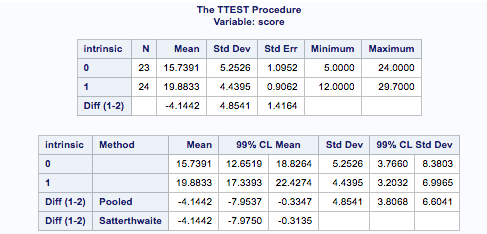 The TTEST Procedure
Variable: score
intrinsic N Mean Std Dev Std Err Minimum Maximum
0 23 15.7391 5.2526 1.0952 5.0000 24.0000
1 24 19.8833 4.4395 0.9062 12.0000 29.7000
Diff (1-2) -4.1442 4.8541 1.4164
intrinsic Method Mean 99% CL Mean Std Dev 99% CL Std Dev
0 15.7391 12.6519 18.8264 5.2526 3.7660 8.3803
1 19.8833 17.3393 22.4274 4.4395 3.2032 6.9965
Diff (1-2) Pooled -4.1442 -7.9537 -0.3347 4.8541 3.8068 6.6041
Diff (1-2) Satterthwaite -4.1442 -7.9750 -0.3135